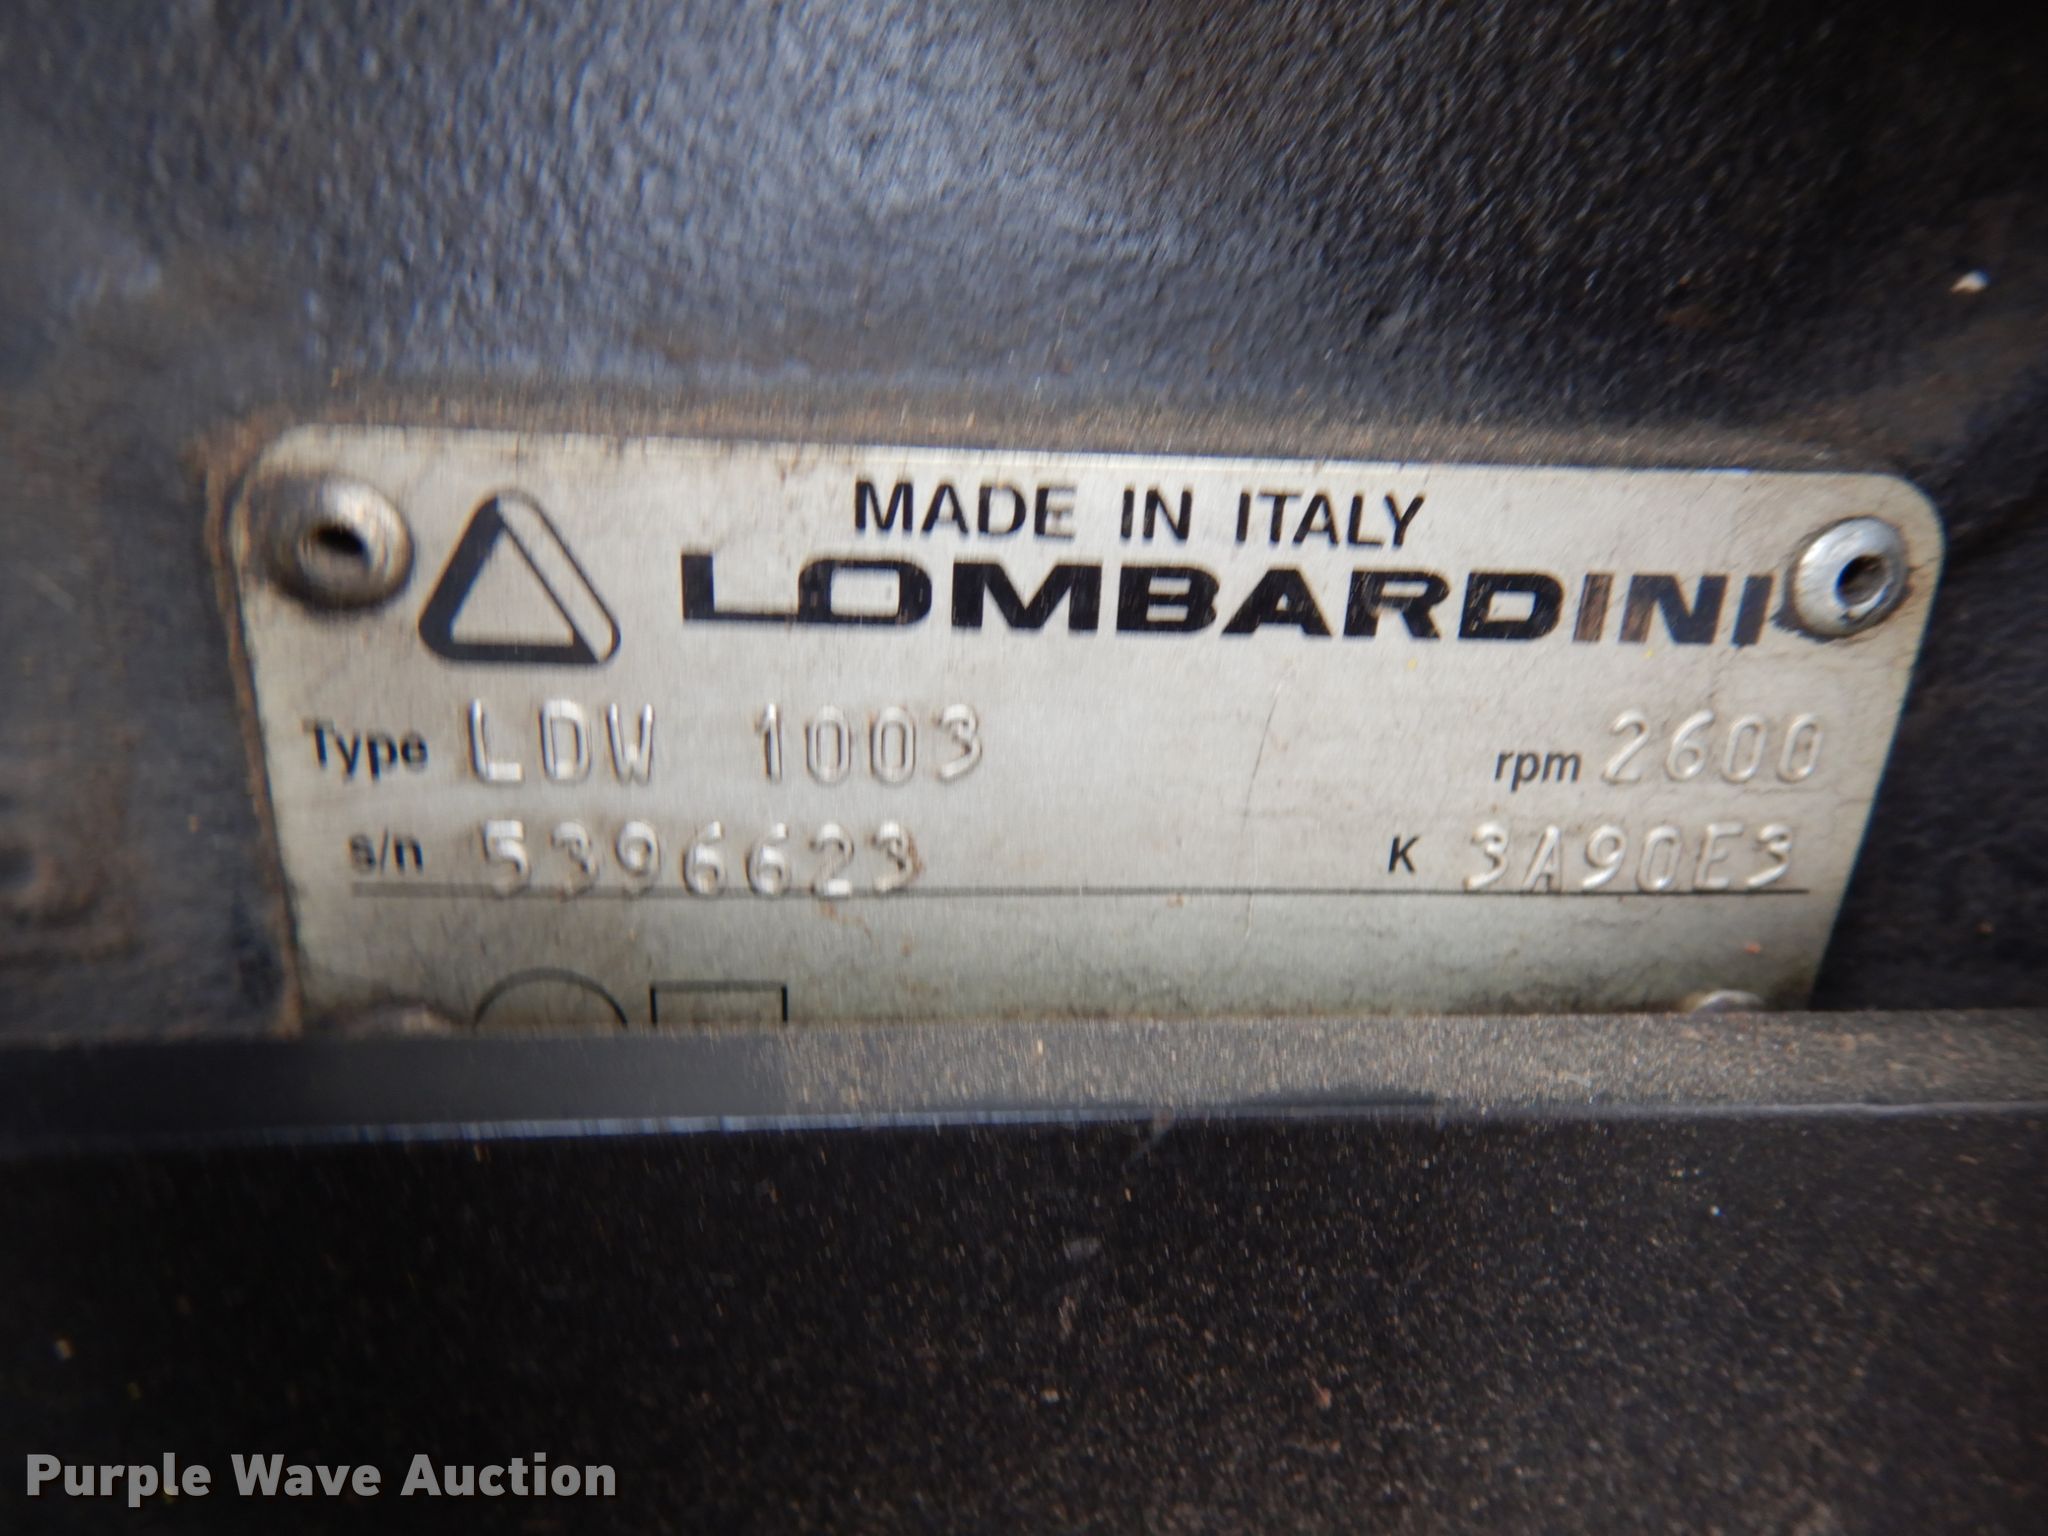 MADE IN ITALY
LOMBARDINI
Type LDW 1003 rpm 2600
s/n 5396623 K 3A90E3
Purple Wave Auction